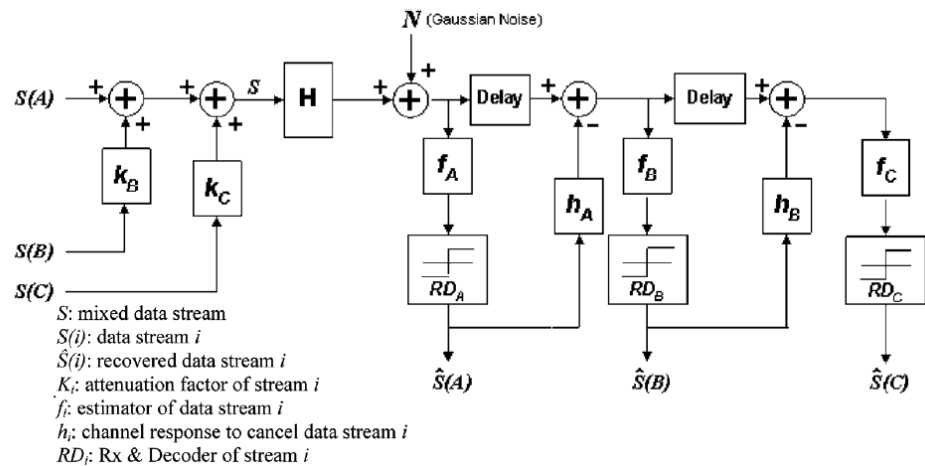 N (Gaussian Noise)
S(A)
+
+
+
+
+
+
S
H
+
+
+
Delay
+
+
−
Delay
+
+
−
k_B
k_C
f_A
h_A
f_B
h_B
f_C
S(B)
S(C)
RD_A
RD_B
RD_C
Ŝ(A)
Ŝ(B)
Ŝ(C)
S: mixed data stream
S(i): data stream i
Ŝ(i): recovered data stream i
K_i: attenuation factor of stream i
f_i: estimator of data stream i
h_i: channel response to cancel data stream i
RD_i: Rx & Decoder of stream i